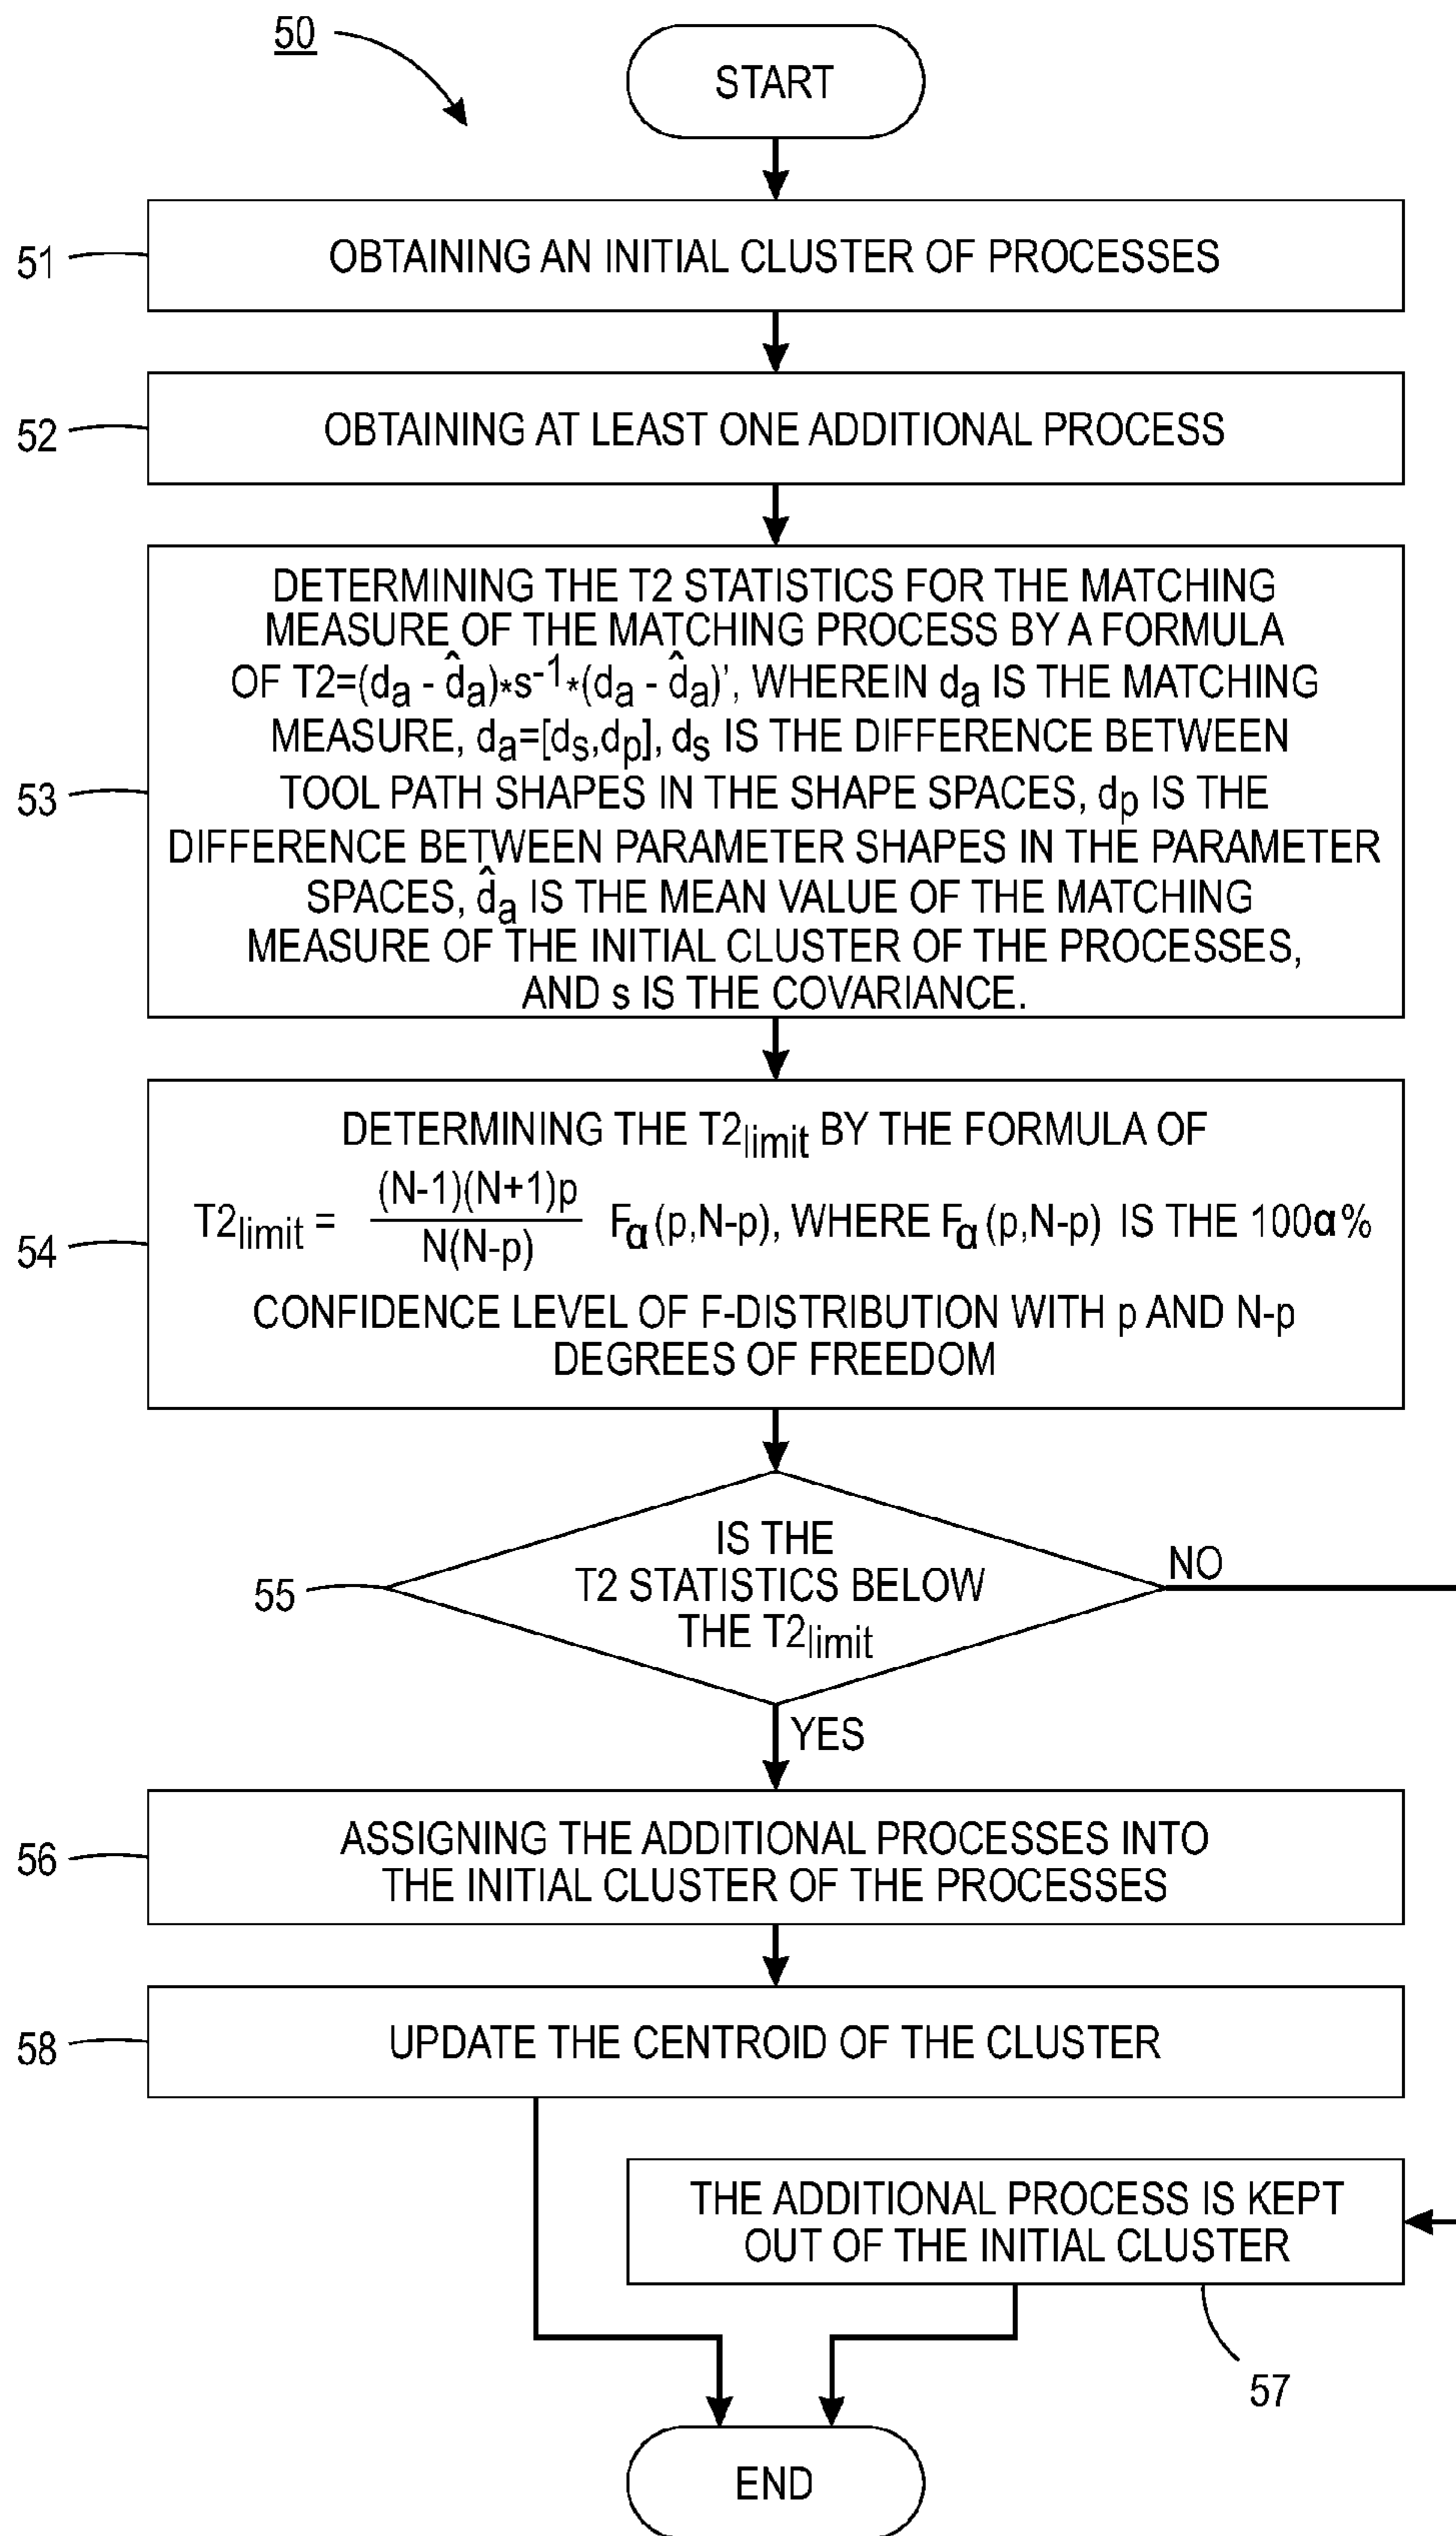 50
START
51
OBTAINING AN INITIAL CLUSTER OF PROCESSES
52
OBTAINING AT LEAST ONE ADDITIONAL PROCESS
53
DETERMINING THE T2 STATISTICS FOR THE MATCHING
MEASURE OF THE MATCHING PROCESS BY A FORMULA
OF T2=(dₐ - d̂ₐ)*s⁻¹*(dₐ - d̂ₐ)', WHEREIN dₐ IS THE MATCHING
MEASURE, dₐ=[dₛ,dₚ], dₛ IS THE DIFFERENCE BETWEEN
TOOL PATH SHAPES IN THE SHAPE SPACES, dₚ IS THE
DIFFERENCE BETWEEN PARAMETER SHAPES IN THE PARAMETER
SPACES, d̂ₐ IS THE MEAN VALUE OF THE MATCHING
MEASURE OF THE INITIAL CLUSTER OF THE PROCESSES,
AND s IS THE COVARIANCE.
54
DETERMINING THE T2limit BY THE FORMULA OF
T2limit = (N-1)(N+1)p / N(N-p) Fα(p,N-p), WHERE Fα(p,N-p) IS THE 100α%
CONFIDENCE LEVEL OF F-DISTRIBUTION WITH p AND N-p
DEGREES OF FREEDOM
55
IS THE
T2 STATISTICS BELOW
THE T2limit
NO
YES
56
ASSIGNING THE ADDITIONAL PROCESSES INTO
THE INITIAL CLUSTER OF THE PROCESSES
58
UPDATE THE CENTROID OF THE CLUSTER
THE ADDITIONAL PROCESS IS KEPT
OUT OF THE INITIAL CLUSTER
57
END